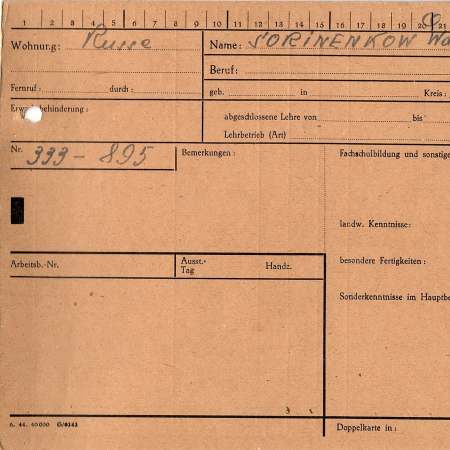 1 2 3 4 5 6 7 8 9 10 11 12 13 14 15 16 17 18 19 20 21
Wohnung: Russe Name: SORINENKOW
Beruf:
Fernruf: durch: geb. in Kreis:
Erw behinderung: abgeschlossene Lehre von bis
Lehrbetrieb (Art)
Nr. 333-895 Bemerkungen: Fachschulbildung und sonstige
landw. Kenntnisse:
Arbeitsb.-Nr. Ausst.- Tag Handz. besondere Fertigkeiten:
Sonderkenntnisse im Hauptbe
6. 44. 40000 G/0343 Doppelkarte in: